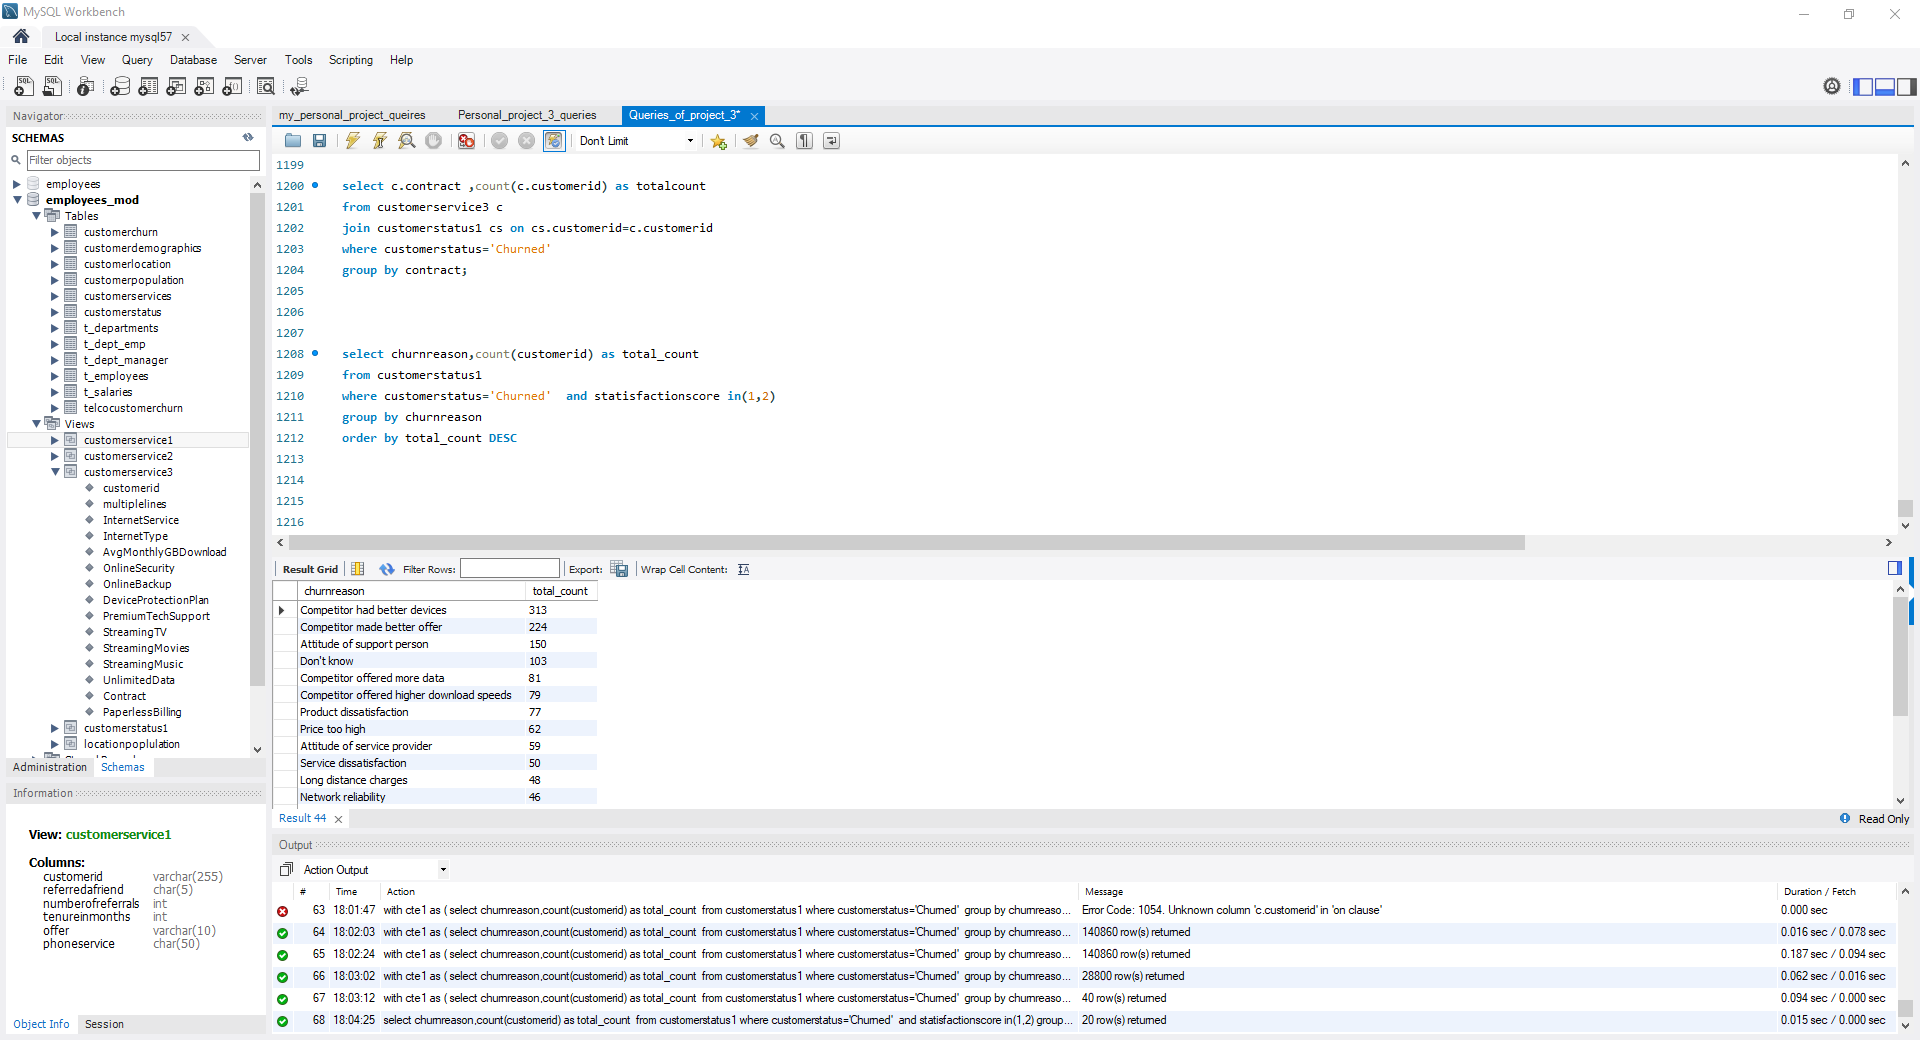 MySQL Workbench
Local instance mysql57
File Edit View Query Database Server Tools Scripting Help
Navigator
SCHEMAS
Filter objects
employees
employees_mod
Tables
customerchurn
customerdemographics
customerlocation
customerpopulation
customerservices
customerstatus
t_departments
t_dept_emp
t_dept_manager
t_employees
t_salaries
telcocustomerchurn
Views
customerservice1
customerservice2
customerservice3
customerid
multiplelines
InternetService
InternetType
AvgMonthlyGBDownload
OnlineSecurity
OnlineBackup
DeviceProtectionPlan
PremiumTechSupport
StreamingTV
StreamingMovies
StreamingMusic
UnlimitedData
Contract
PaperlessBilling
customerstatus1
locationpoplulation
Administration Schemas
Information
View: customerservice1
Columns:
customerid varchar(255)
referredafriend char(5)
numberofreferrals int
tenureinmonths int
offer varchar(10)
phoneservice char(50)
Object Info Session
my_personal_project_queires Personal_project_3_queries Queries_of_project_3*
Don't Limit
1199
1200 select c.contract ,count(c.customerid) as totalcount
1201 from customerservice3 c
1202 join customerstatus1 cs on cs.customerid=c.customerid
1203 where customerstatus='Churned'
1204 group by contract;
1205
1206
1207
1208 select churnreason,count(customerid) as total_count
1209 from customerstatus1
1210 where customerstatus='Churned'  and statisfactionscore in(1,2)
1211 group by churnreason
1212 order by total_count DESC
1213
1214
1215
1216
Result Grid Filter Rows: Export: Wrap Cell Content:
churnreason total_count
Competitor had better devices 313
Competitor made better offer 224
Attitude of support person 150
Don't know 103
Competitor offered more data 81
Competitor offered higher download speeds 79
Product dissatisfaction 77
Price too high 62
Attitude of service provider 59
Service dissatisfaction 50
Long distance charges 48
Network reliability 46
Result 44 Read Only
Output
Action Output
# Time Action Message Duration / Fetch
63 18:01:47 with cte1 as ( select churnreason,count(customerid) as total_count  from customerstatus1 where customerstatus='Churned'  group by churnreaso... Error Code: 1054. Unknown column 'c.customerid' in 'on clause' 0.000 sec
64 18:02:03 with cte1 as ( select churnreason,count(customerid) as total_count  from customerstatus1 where customerstatus='Churned'  group by churnreaso... 140860 row(s) returned 0.016 sec / 0.078 sec
65 18:02:24 with cte1 as ( select churnreason,count(customerid) as total_count  from customerstatus1 where customerstatus='Churned'  group by churnreaso... 140860 row(s) returned 0.187 sec / 0.094 sec
66 18:03:02 with cte1 as ( select churnreason,count(customerid) as total_count  from customerstatus1 where customerstatus='Churned'  group by churnreaso... 28800 row(s) returned 0.062 sec / 0.016 sec
67 18:03:12 with cte1 as ( select churnreason,count(customerid) as total_count  from customerstatus1 where customerstatus='Churned'  group by churnreaso... 40 row(s) returned 0.094 sec / 0.000 sec
68 18:04:25 select churnreason,count(customerid) as total_count  from customerstatus1 where customerstatus='Churned'  and statisfactionscore in(1,2) group... 20 row(s) returned 0.015 sec / 0.000 sec